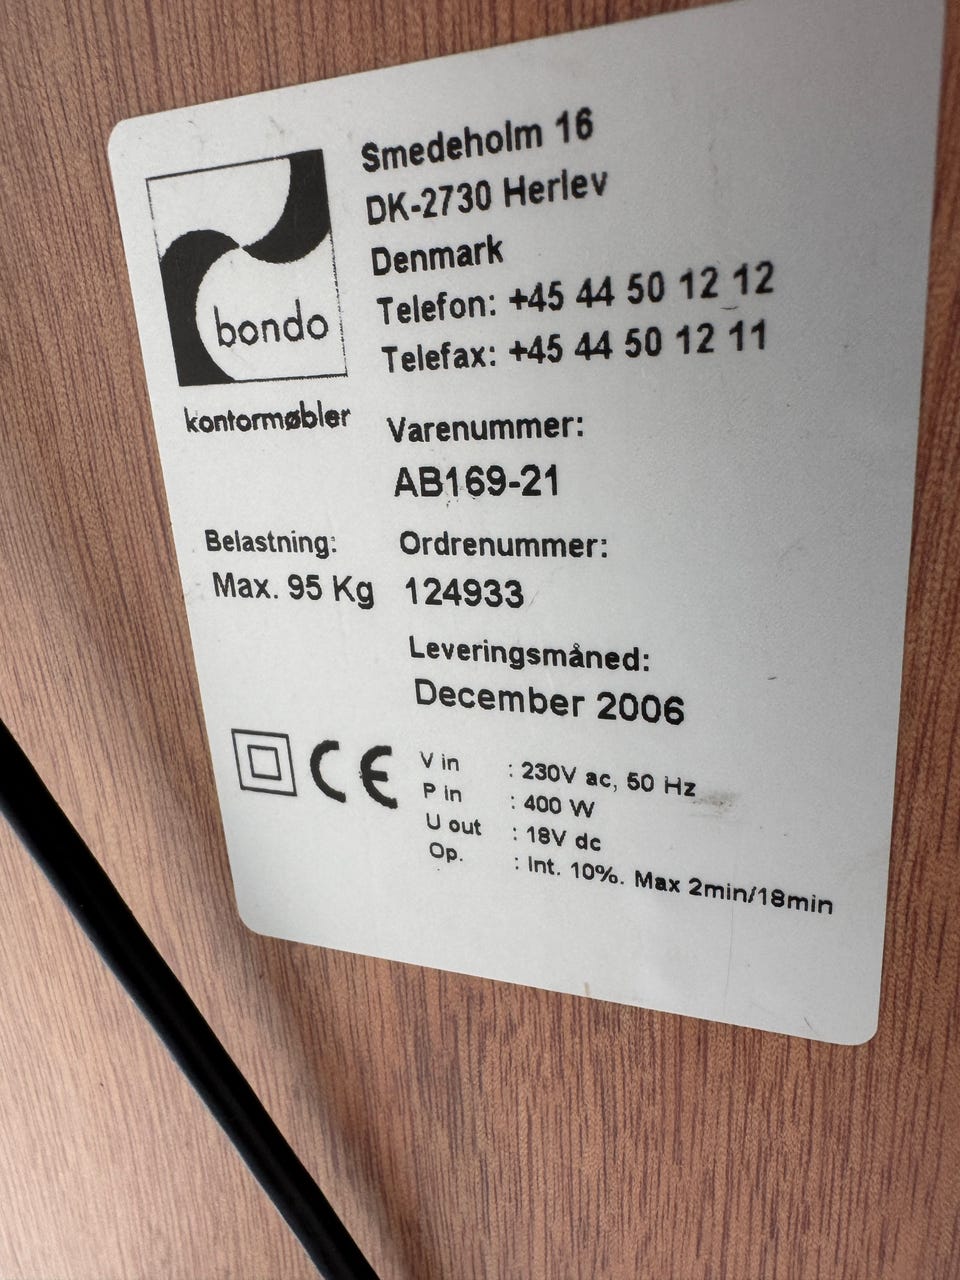 bondo
kontormøbler
Smedeholm 16
DK-2730 Herlev
Denmark
Telefon: +45 44 50 12 12
Telefax: +45 44 50 12 11
Varenummer:
AB169-21
Belastning:
Max. 95 Kg
Ordrenummer:
124933
Leveringsmåned:
December 2006
CE
V in : 230V ac, 50 Hz
P in : 400 W
U out : 18V dc
Op. : Int. 10%. Max 2min/18min